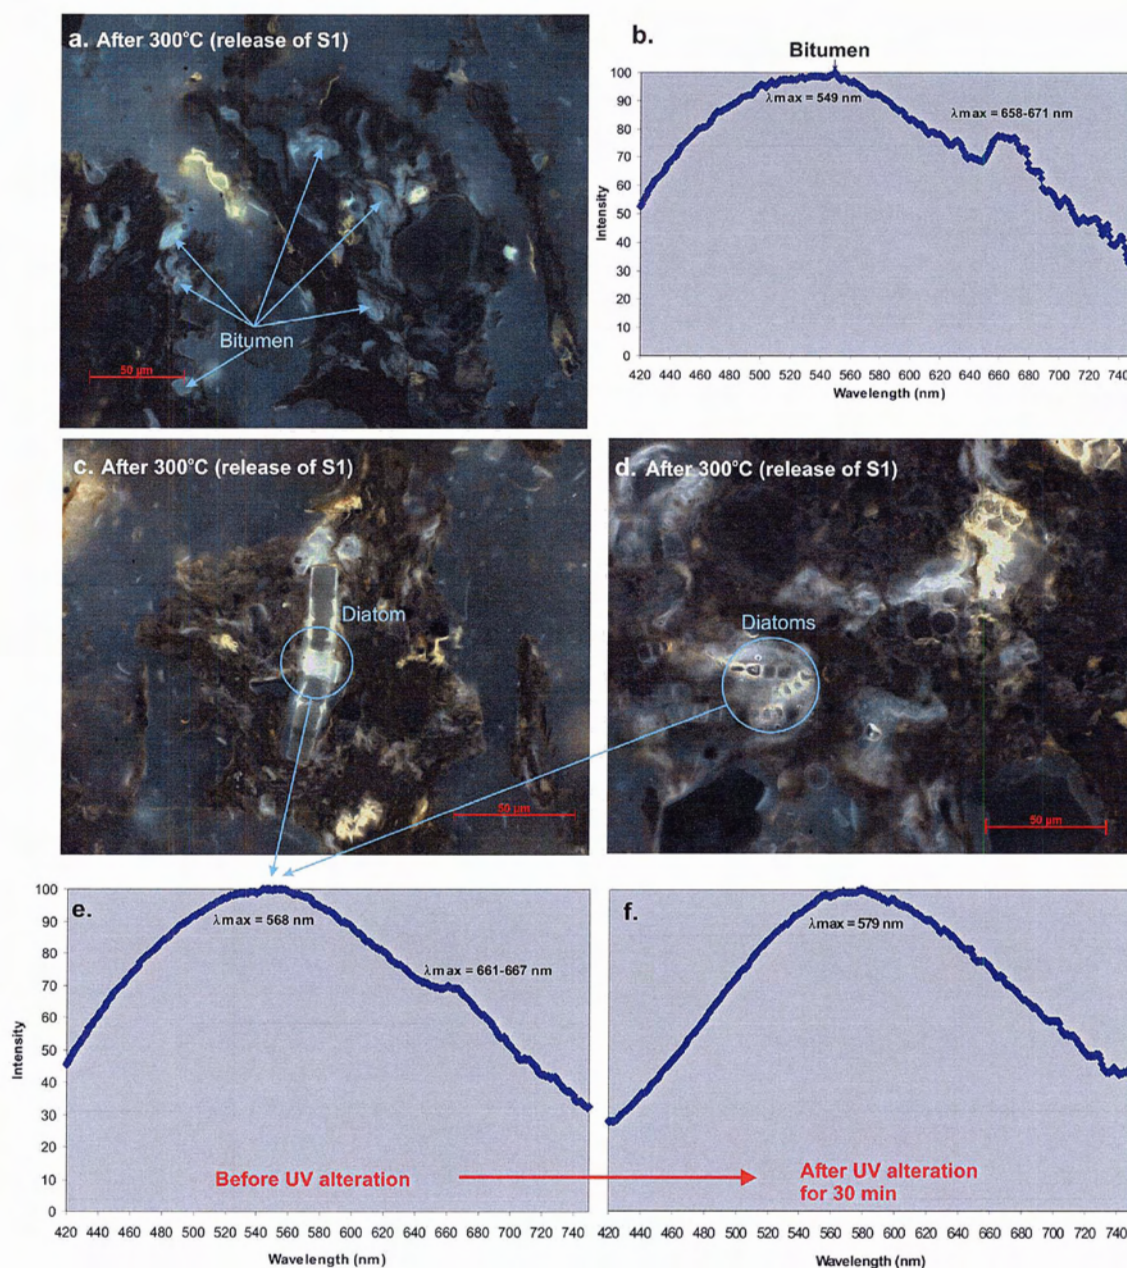 a. After 300°C (release of S1)
Bitumen
50 µm
b.
Bitumen
λmax = 549 nm
λmax = 658-671 nm
Intensity
100
90
80
70
60
50
40
30
20
10
0
420 440 460 480 500 520 540 560 580 600 620 640 660 680 700 720 740
Wavelength (nm)
c. After 300°C (release of S1)
Diatom
50 µm
d. After 300°C (release of S1)
Diatoms
50 µm
e.
λmax = 568 nm
λmax = 661-667 nm
Intensity
100
90
80
70
60
50
40
30
20
10
0
Before UV alteration
420 440 460 480 500 520 540 560 580 600 620 640 660 680 700 720 740
Wavelength (nm)
f.
λmax = 579 nm
After UV alteration
for 30 min
420 440 460 480 500 520 540 560 580 600 620 640 660 680 700 720 740
Wavelength (nm)